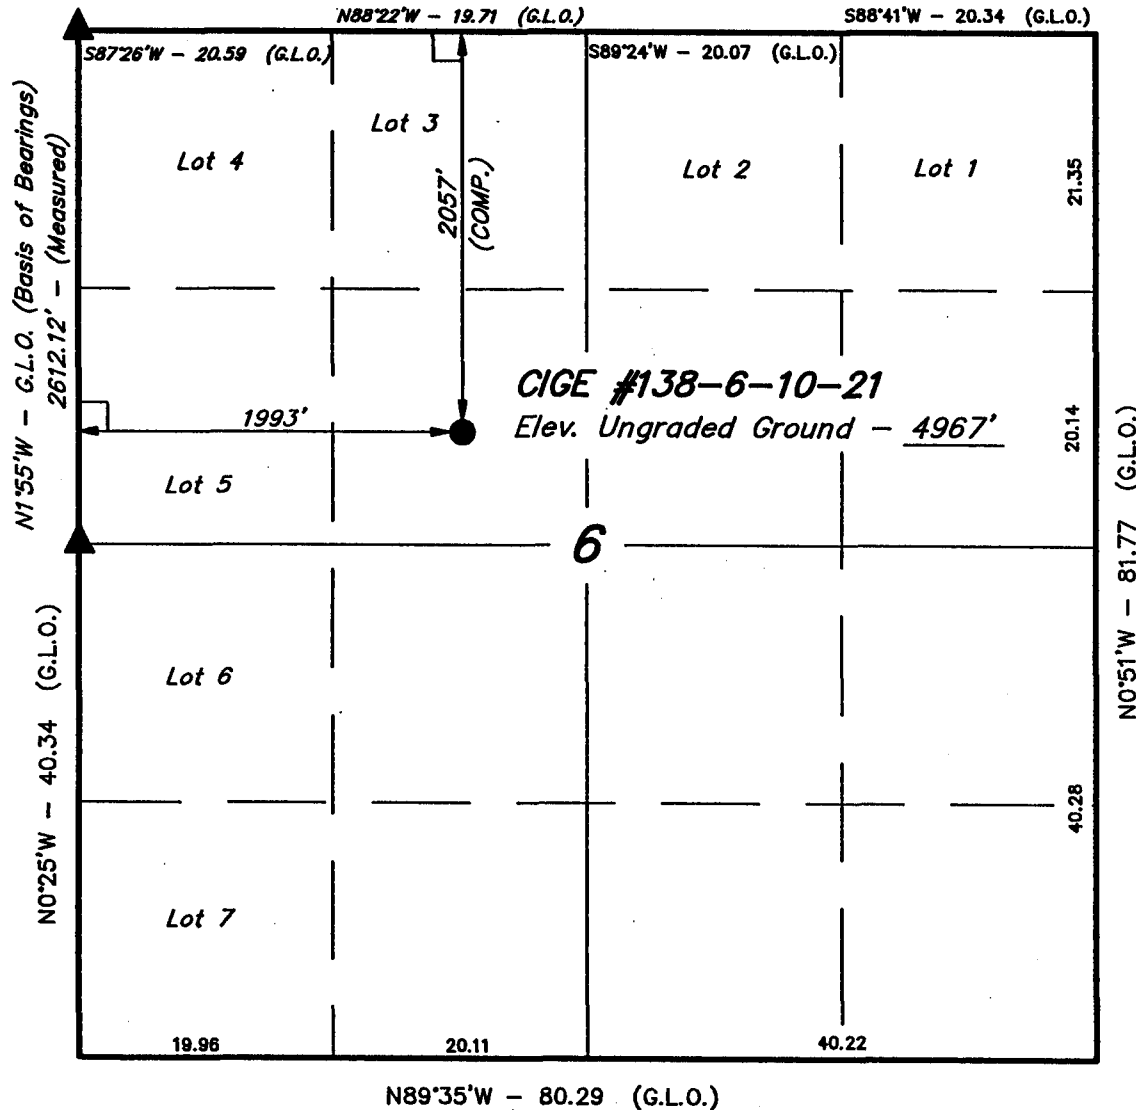 N88°22'W - 19.71 (G.L.O.)
S88°41'W - 20.34 (G.L.O.)
S87°26'W - 20.59 (G.L.O.)
S89°24'W - 20.07 (G.L.O.)
Lot 4
Lot 3
Lot 2
Lot 1
21.35
2057'
(COMP.)
N1°55'W - G.L.O. (Basis of Bearings)
2612.12' - (Measured)
CIGE #138-6-10-21
Elev. Ungraded Ground - 4967'
1993'
20.14
Lot 5
6
N0°51'W - 81.77 (G.L.O.)
N0°25'W - 40.34 (G.L.O.)
Lot 6
40.28
Lot 7
19.96
20.11
40.22
N89°35'W - 80.29 (G.L.O.)